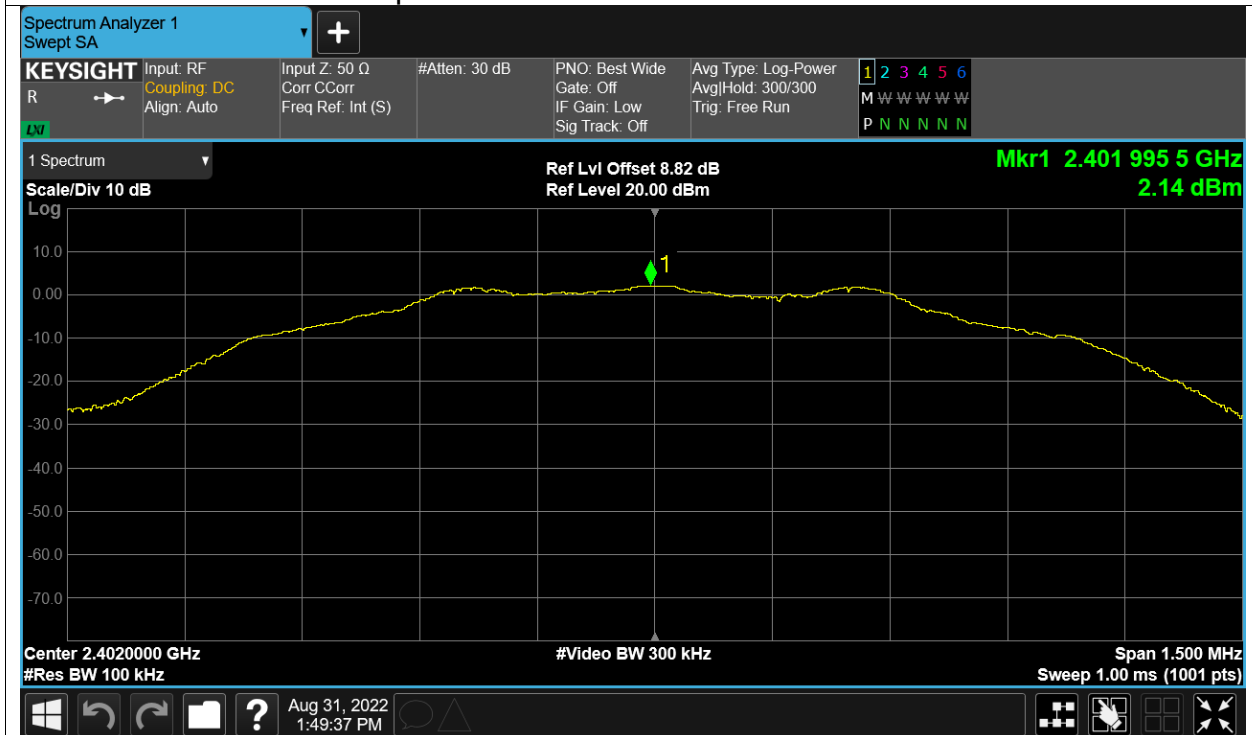 Spectrum Analyzer 1
Swept SA
+
KEYSIGHT Input: RF Input Z: 50 Ω #Atten: 30 dB PNO: Best Wide Avg Type: Log-Power 1 2 3 4 5 6
R Coupling: DC Corr CCorr Gate: Off Avg|Hold: 300/300 M W W W W W
Align: Auto Freq Ref: Int (S) IF Gain: Low Trig: Free Run
LXI Sig Track: Off P N N N N N
1 Spectrum Ref Lvl Offset 8.82 dB Mkr1 2.401 995 5 GHz
Scale/Div 10 dB Ref Level 20.00 dBm 2.14 dBm
Log
1
10.0
0.00
-10.0
-20.0
-30.0
-40.0
-50.0
-60.0
-70.0
Center 2.4020000 GHz #Video BW 300 kHz Span 1.500 MHz
#Res BW 100 kHz Sweep 1.00 ms (1001 pts)
? Aug 31, 2022
1:49:37 PM